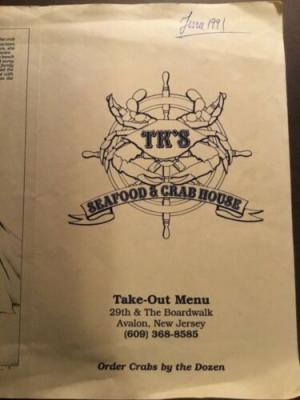 1991
TK'S
SEAFOOD & CRAB HOUSE
Take-Out Menu
29th & The Boardwalk
Avalon, New Jersey
(609) 368-8585
Order Crabs by the Dozen